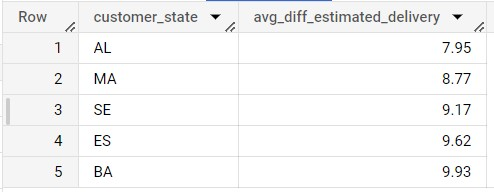 Row customer_state avg_diff_estimated_delivery
1 AL 7.95
2 MA 8.77
3 SE 9.17
4 ES 9.62
5 BA 9.93